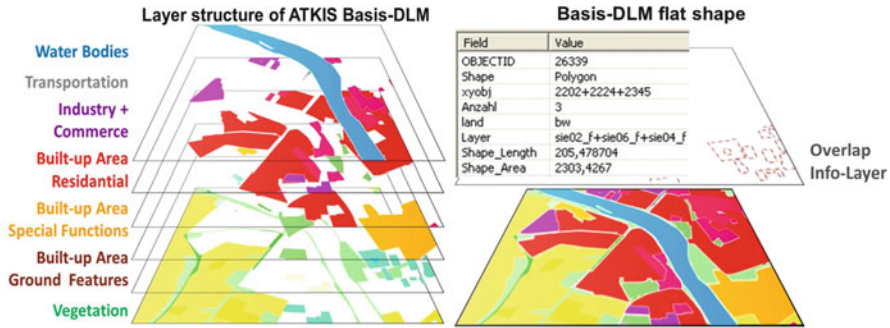 Layer structure of ATKIS Basis-DLM
Water Bodies
Transportation
Industry +
Commerce
Built-up Area
Residantial
Built-up Area
Special Functions
Built-up Area
Ground Features
Vegetation
Basis-DLM flat shape
Field Value
OBJECTID 26339
Shape Polygon
xyobj 2202+2224+2345
Anzahl 3
land bw
Layer sie02_f+sie06_f+sie04_f
Shape_Length 205,478704
Shape_Area 2303,4267
Overlap
Info-Layer